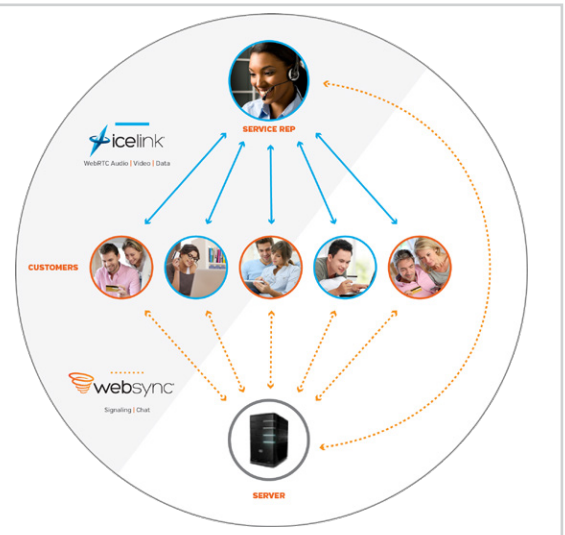 SERVICE REP
icelink
WebRTC Audio | Video | Data
CUSTOMERS
websync
Signaling | Chat
SERVER